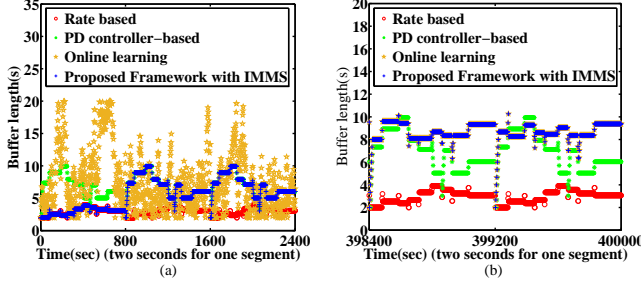 35
30
25
20
15
10
5
0
Buffer length(s)
Rate based
PD controller-based
Online learning
Proposed Framework with IMMS
0 800 1600 2400
Time(sec) (two seconds for one segment)
(a)
20
18
16
14
12
10
8
6
4
2
0
Buffer length(s)
Rate based
PD controller-based
Online learning
Proposed Framework with IMMS
398400 399200 400000
Time(sec) (two seconds for one segment)
(b)